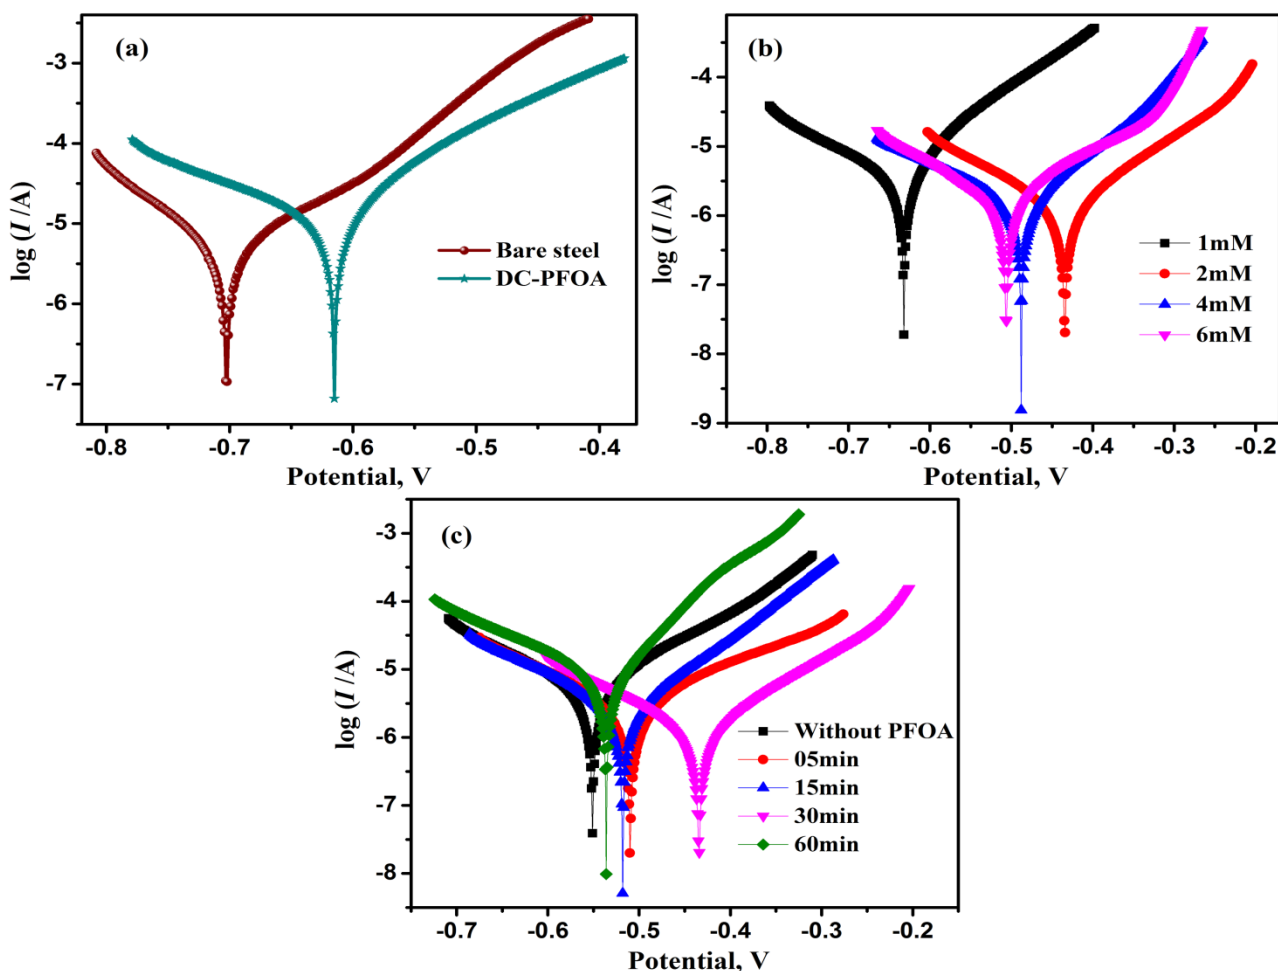 (a)
log (I /A)
-3
-4
-5
-6
-7
Bare steel
DC-PFOA
-0.8
-0.7
-0.6
-0.5
-0.4
Potential, V
(b)
log (I /A)
-4
-5
-6
-7
-8
-9
1mM
2mM
4mM
6mM
-0.8
-0.7
-0.6
-0.5
-0.4
-0.3
-0.2
Potential, V
(c)
log (I /A)
-3
-4
-5
-6
-7
-8
Without PFOA
05min
15min
30min
60min
-0.7
-0.6
-0.5
-0.4
-0.3
-0.2
Potential, V